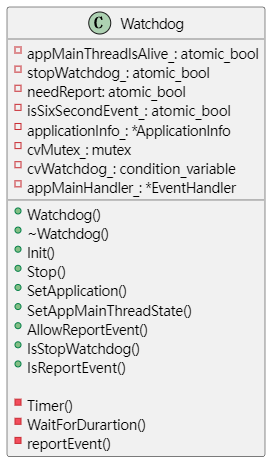 C Watchdog
appMainThreadIsAlive_: atomic_bool
stopWatchdog_: atomic_bool
needReport: atomic_bool
isSixSecondEvent_: atomic_bool
applicationInfo_: *ApplicationInfo
cvMutex_: mutex
cvWatchdog_: condition_variable
appMainHandler_: *EventHandler
Watchdog()
~Watchdog()
Init()
Stop()
SetApplication()
SetAppMainThreadState()
AllowReportEvent()
IsStopWatchdog()
IsReportEvent()
Timer()
WaitForDurartion()
reportEvent()